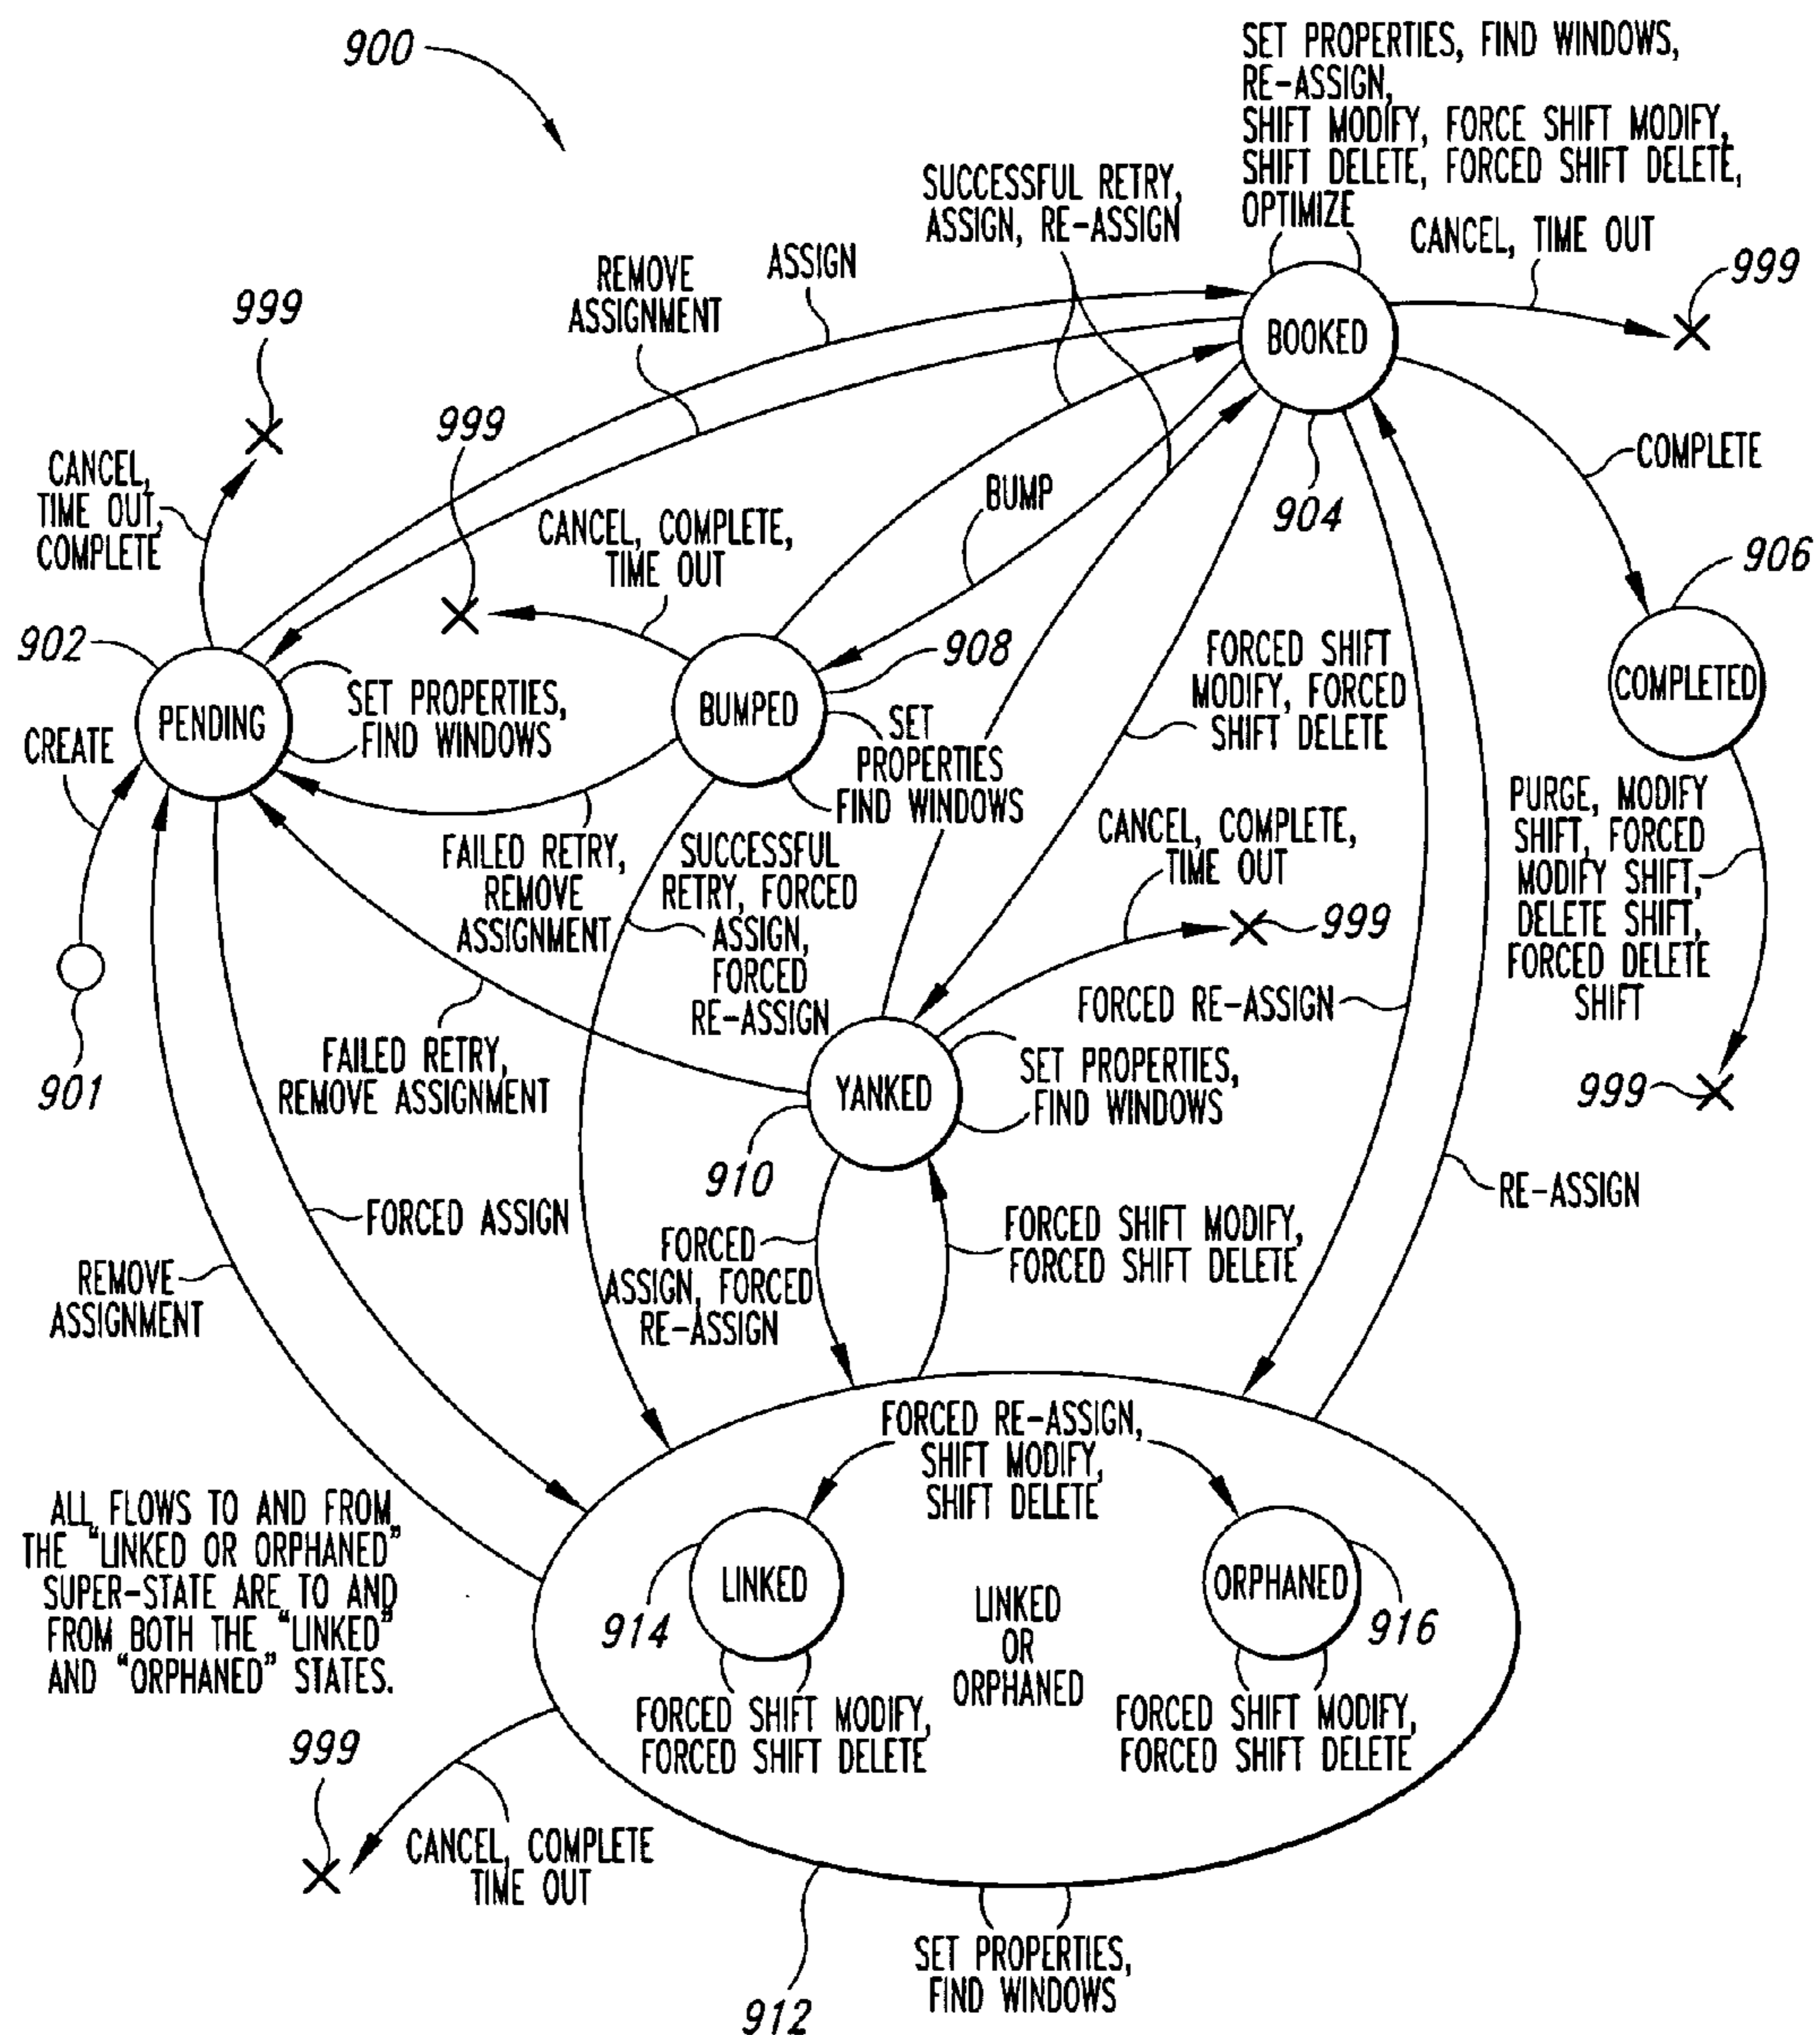 900
SET PROPERTIES, FIND WINDOWS,
RE-ASSIGN,
SHIFT MODIFY, FORCE SHIFT MODIFY,
SHIFT DELETE, FORCED SHIFT DELETE,
OPTIMIZE
SUCCESSFUL RETRY,
ASSIGN, RE-ASSIGN
CANCEL, TIME OUT
999
REMOVE
ASSIGNMENT
ASSIGN
999
BOOKED
904
999
CANCEL,
TIME OUT,
COMPLETE
CANCEL, COMPLETE,
TIME OUT
BUMP
COMPLETE
906
COMPLETED
902
PENDING
SET PROPERTIES,
FIND WINDOWS
CREATE
901
908
BUMPED
SET
PROPERTIES
FIND WINDOWS
FORCED SHIFT
MODIFY, FORCED
SHIFT DELETE
PURGE, MODIFY
SHIFT, FORCED
MODIFY SHIFT,
DELETE SHIFT,
FORCED DELETE
SHIFT
999
FAILED RETRY,
REMOVE
ASSIGNMENT
SUCCESSFUL
RETRY, FORCED
ASSIGN,
FORCED
RE-ASSIGN
CANCEL, COMPLETE,
TIME OUT
999
FORCED RE-ASSIGN
FAILED RETRY,
REMOVE ASSIGNMENT
YANKED
910
SET PROPERTIES,
FIND WINDOWS
RE-ASSIGN
FORCED ASSIGN
FORCED
ASSIGN, FORCED
RE-ASSIGN
FORCED SHIFT MODIFY,
FORCED SHIFT DELETE
REMOVE
ASSIGNMENT
FORCED RE-ASSIGN,
SHIFT MODIFY,
SHIFT DELETE
ALL FLOWS TO AND FROM
THE "LINKED OR ORPHANED"
SUPER-STATE ARE TO AND
FROM BOTH THE "LINKED"
AND "ORPHANED" STATES.
LINKED
914
LINKED
OR
ORPHANED
ORPHANED
916
FORCED SHIFT MODIFY,
FORCED SHIFT DELETE
FORCED SHIFT MODIFY,
FORCED SHIFT DELETE
999
CANCEL, COMPLETE
TIME OUT
912
SET PROPERTIES,
FIND WINDOWS